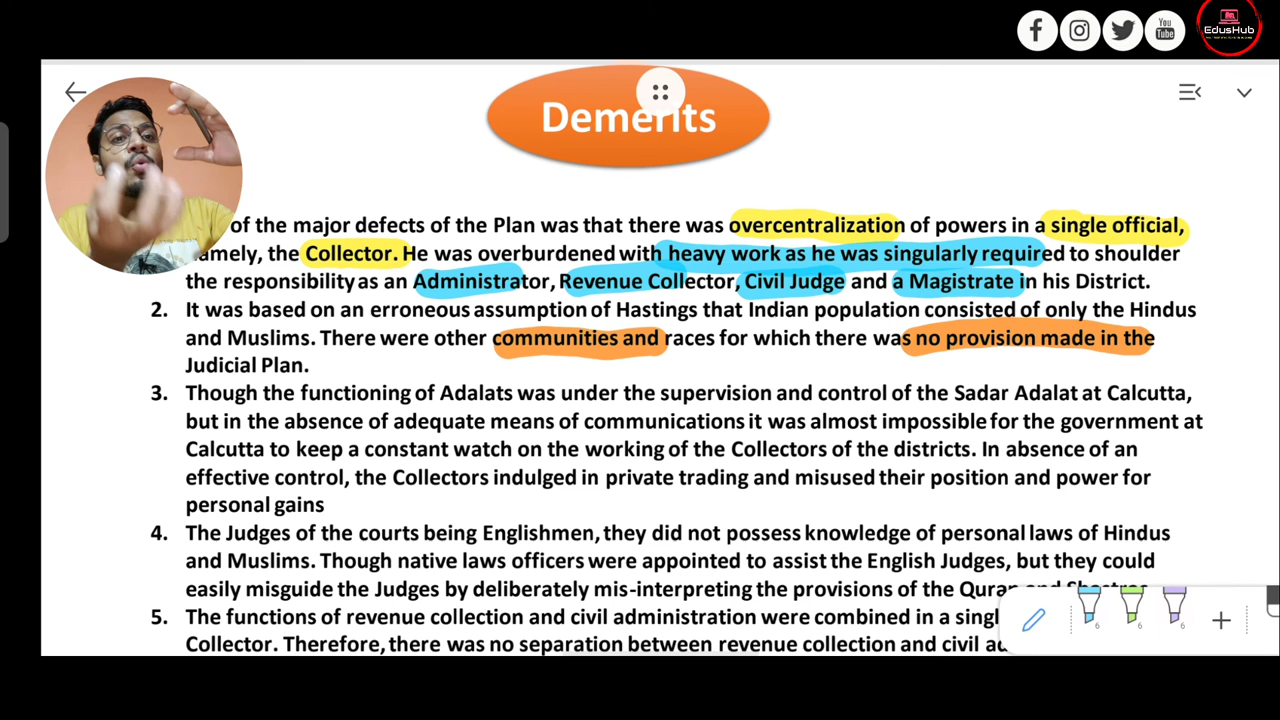 You
Tube
EdusHub
Demerits
of the major defects of the Plan was that there was overcentralization of powers in a single official,
namely, the Collector. He was overburdened with heavy work as he was singularly required to shoulder
the responsibility as an Administrator, Revenue Collector, Civil Judge and a Magistrate in his District.
2. It was based on an erroneous assumption of Hastings that Indian population consisted of only the Hindus
and Muslims. There were other communities and races for which there was no provision made in the
Judicial Plan.
3. Though the functioning of Adalats was under the supervision and control of the Sadar Adalat at Calcutta,
but in the absence of adequate means of communications it was almost impossible for the government at
Calcutta to keep a constant watch on the working of the Collectors of the districts. In absence of an
effective control, the Collectors indulged in private trading and misused their position and power for
personal gains
4. The Judges of the courts being Englishmen, they did not possess knowledge of personal laws of Hindus
and Muslims. Though native laws officers were appointed to assist the English Judges, but they could
easily misguide the Judges by deliberately mis-interpreting the provisions of the Quran and Shastras
5. The functions of revenue collection and civil administration were combined in a
Collector. Therefore, there was no separation between revenue collection and civil
6 6 6